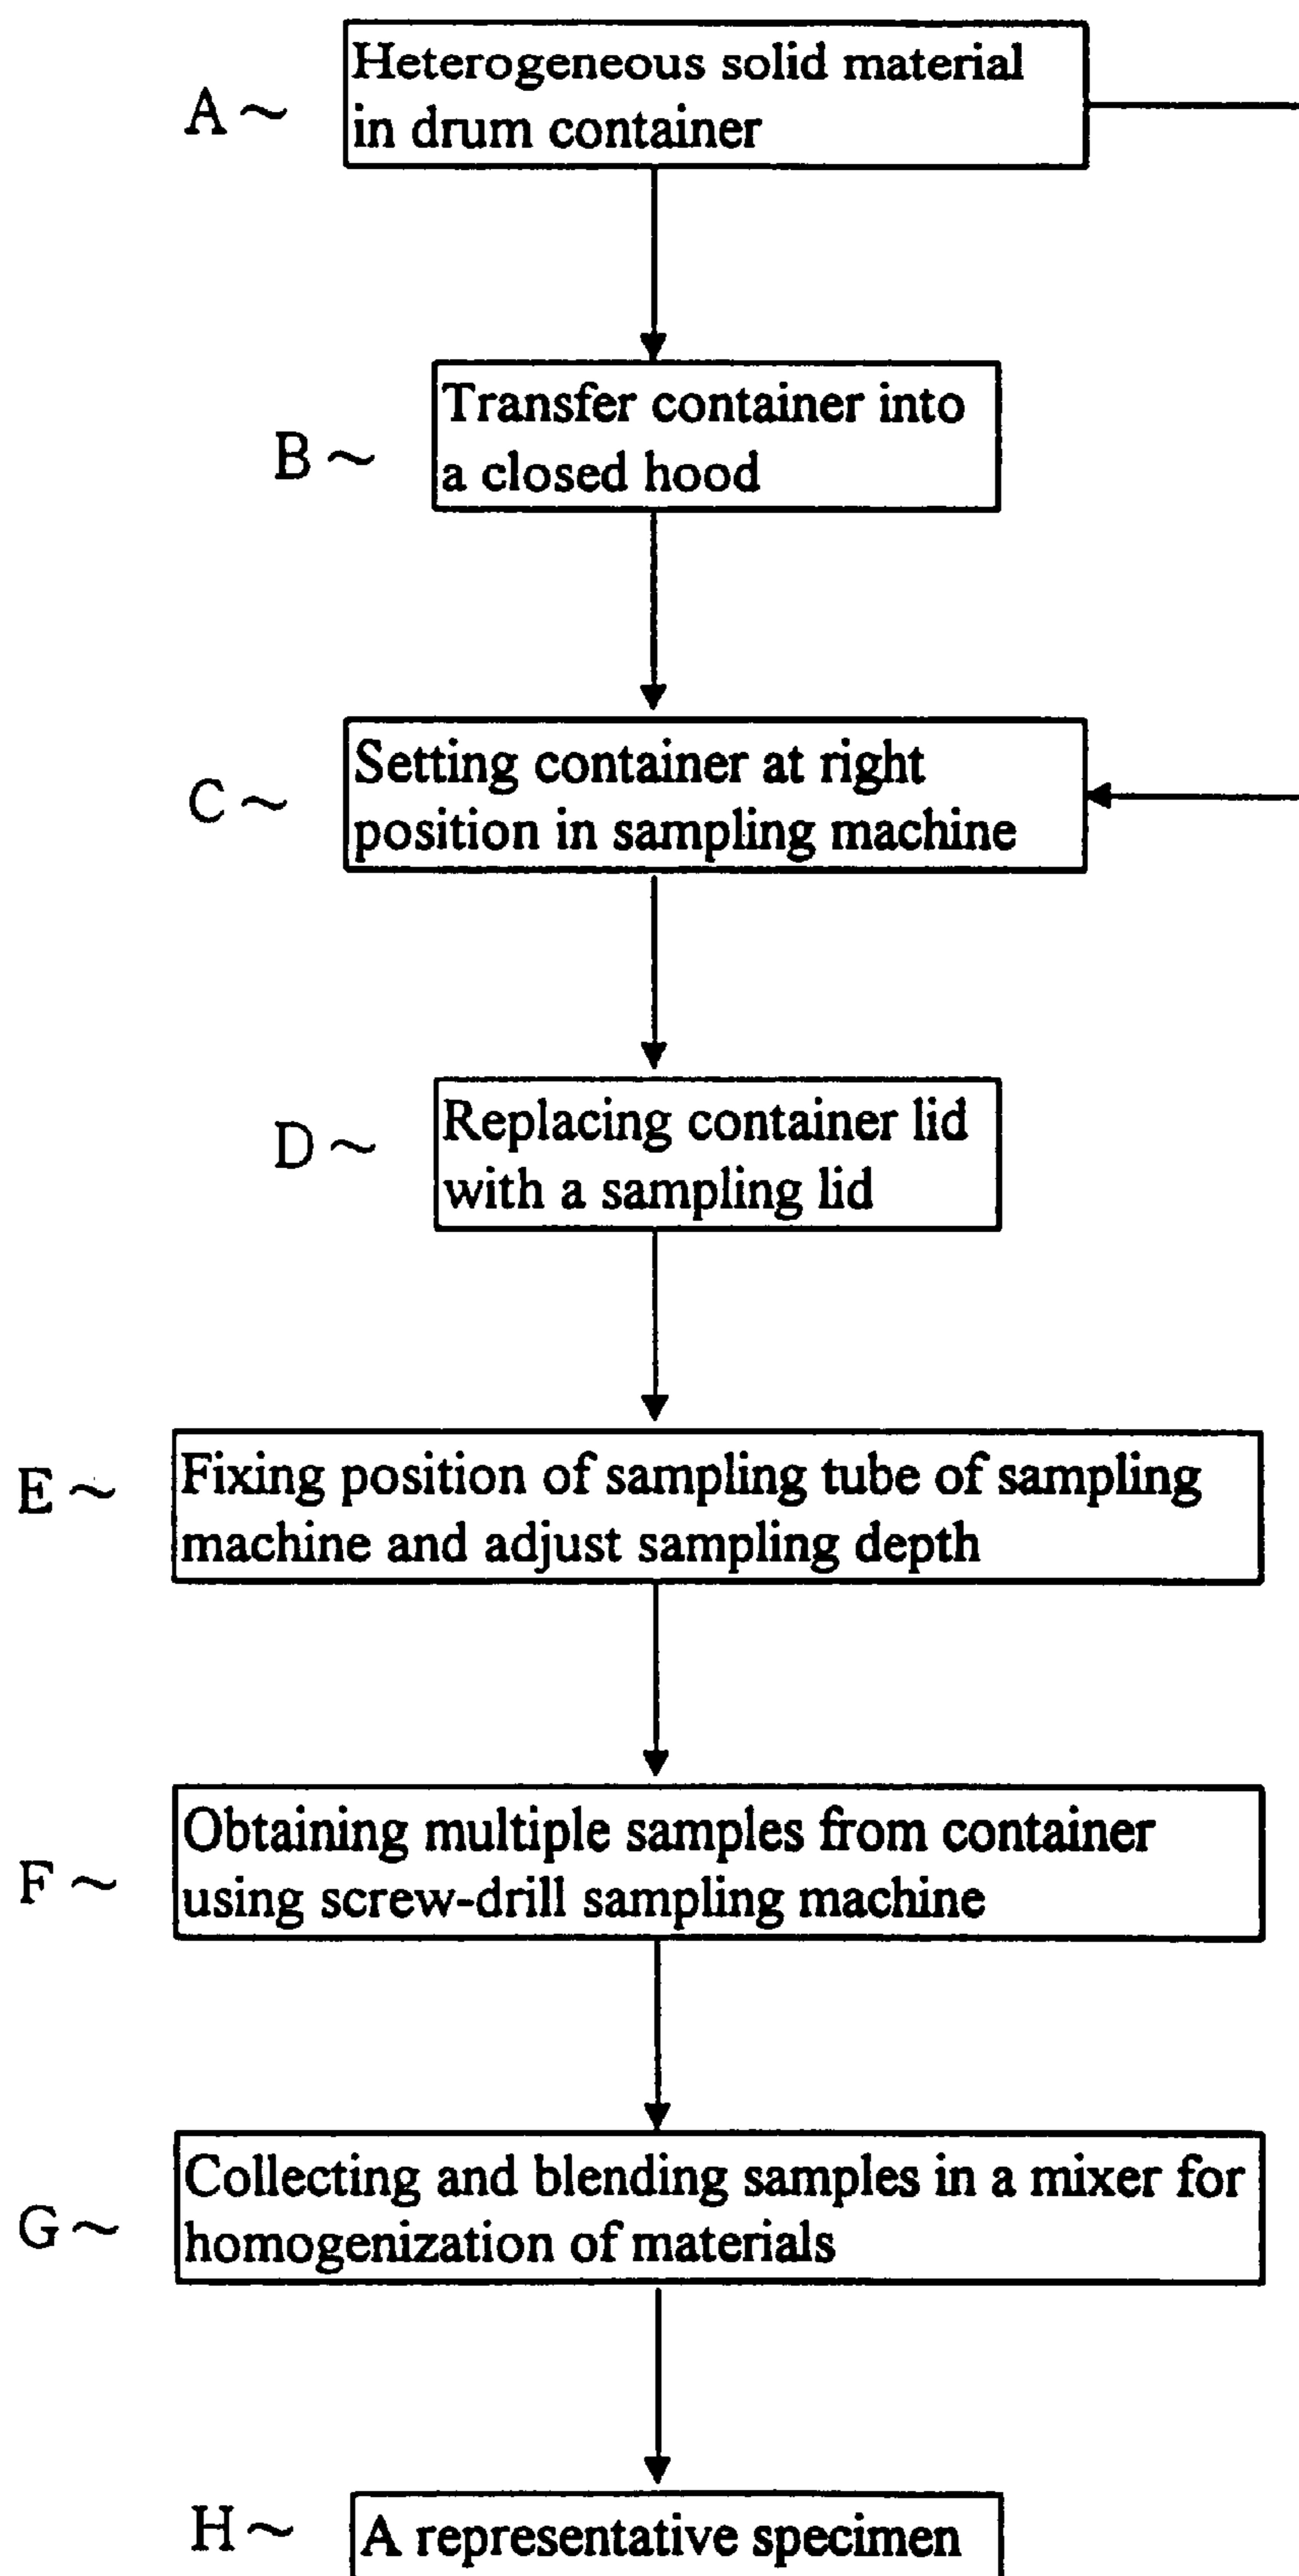 A ~ Heterogeneous solid material
in drum container
B ~ Transfer container into
a closed hood
C ~ Setting container at right
position in sampling machine
D ~ Replacing container lid
with a sampling lid
E ~ Fixing position of sampling tube of sampling
machine and adjust sampling depth
F ~ Obtaining multiple samples from container
using screw-drill sampling machine
G ~ Collecting and blending samples in a mixer for
homogenization of materials
H ~ A representative specimen